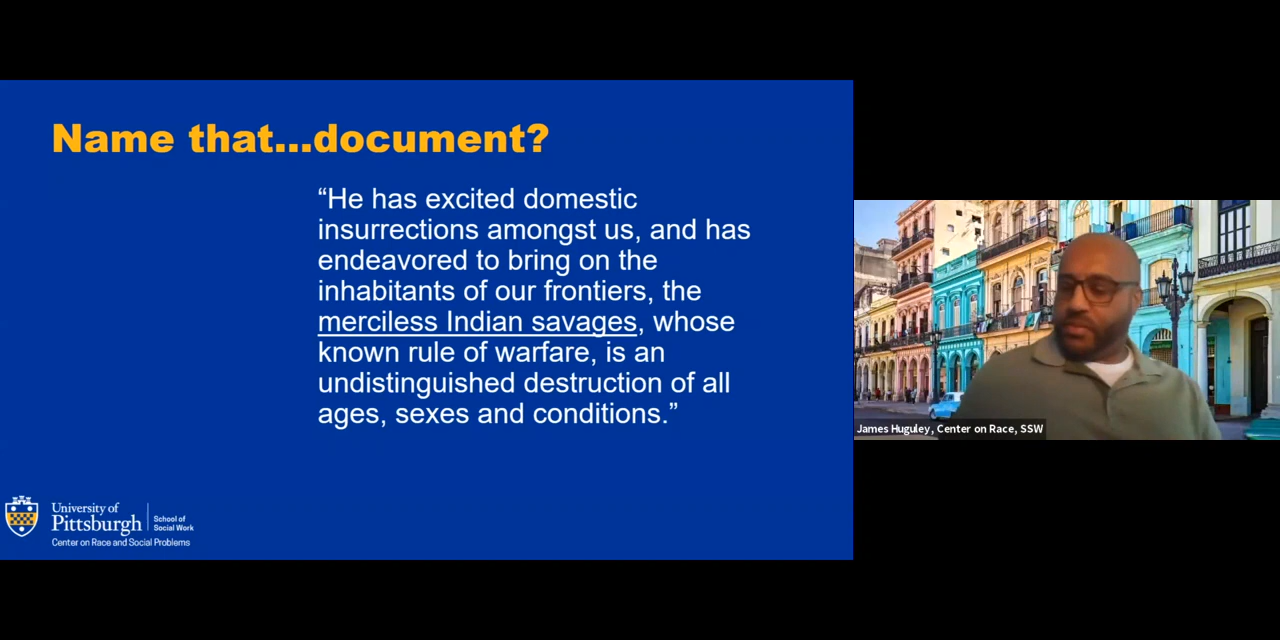 Name that...document?
“He has excited domestic
insurrections amongst us, and has
endeavored to bring on the
inhabitants of our frontiers, the
merciless Indian savages, whose
known rule of warfare, is an
undistinguished destruction of all
ages, sexes and conditions.”
University of
Pittsburgh
School of
Social Work
Center on Race and Social Problems
James Huguley, Center on Race, SSW